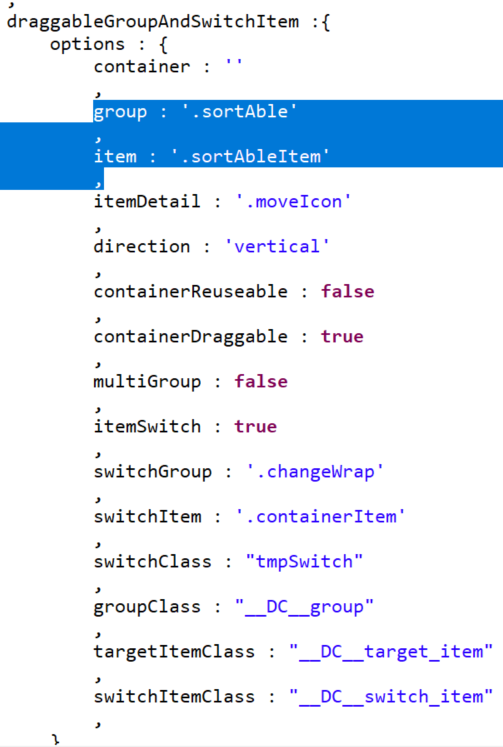 ,
draggableGroupAndSwitchItem :{
options : {
container : ''
,
group : '.sortAble'
,
item : '.sortAbleItem'
,
itemDetail : '.moveIcon'
,
direction : 'vertical'
,
containerReuseable : false
,
containerDraggable : true
,
multiGroup : false
,
itemSwitch : true
,
switchGroup : '.changeWrap'
,
switchItem : '.containerItem'
,
switchClass : "tmpSwitch"
,
groupClass : "__DC__group"
,
targetItemClass : "__DC__target_item"
,
switchItemClass : "__DC__switch_item"
,
}